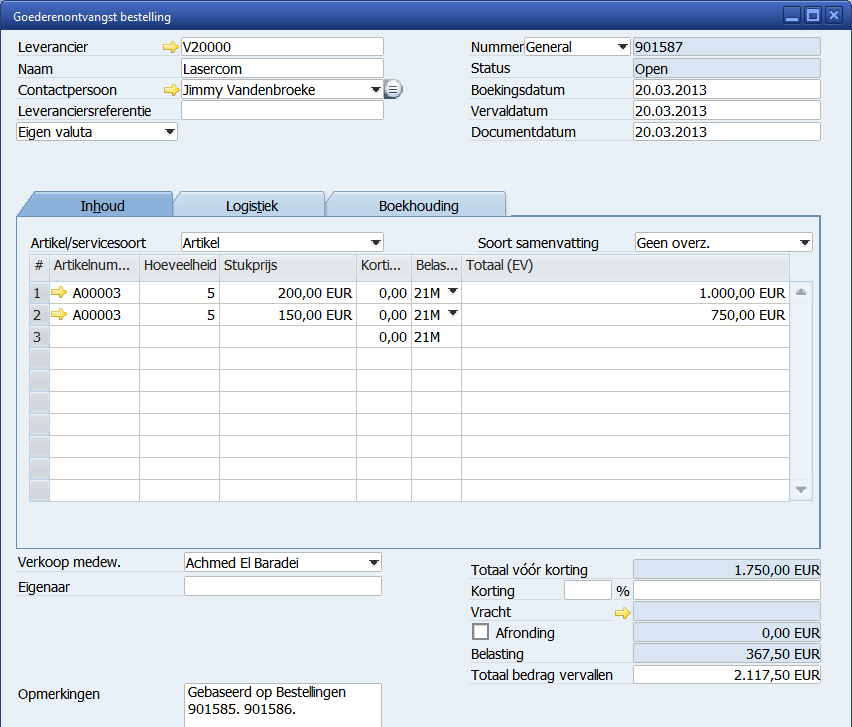 Goederenontvangst bestelling
Leverancier V20000 Nummer General 901587
Naam Lasercom Status Open
Contactpersoon Jimmy Vandenbroeke Boekingsdatum 20.03.2013
Leveranciersreferentie Vervaldatum 20.03.2013
Eigen valuta Documentdatum 20.03.2013
Inhoud Logistiek Boekhouding
Artikel/servicesoort Artikel Soort samenvatting Geen overz.
# Artikelnum... Hoeveelheid Stukprijs Korti... Belas... Totaal (EV)
1 A00003 5 200,00 EUR 0,00 21M 1.000,00 EUR
2 A00003 5 150,00 EUR 0,00 21M 750,00 EUR
3 0,00 21M
Verkoop medew. Achmed El Baradei Totaal vóór korting 1.750,00 EUR
Eigenaar Korting %
Vracht
Afronding 0,00 EUR
Belasting 367,50 EUR
Totaal bedrag vervallen 2.117,50 EUR
Opmerkingen Gebaseerd op Bestellingen
901585. 901586.